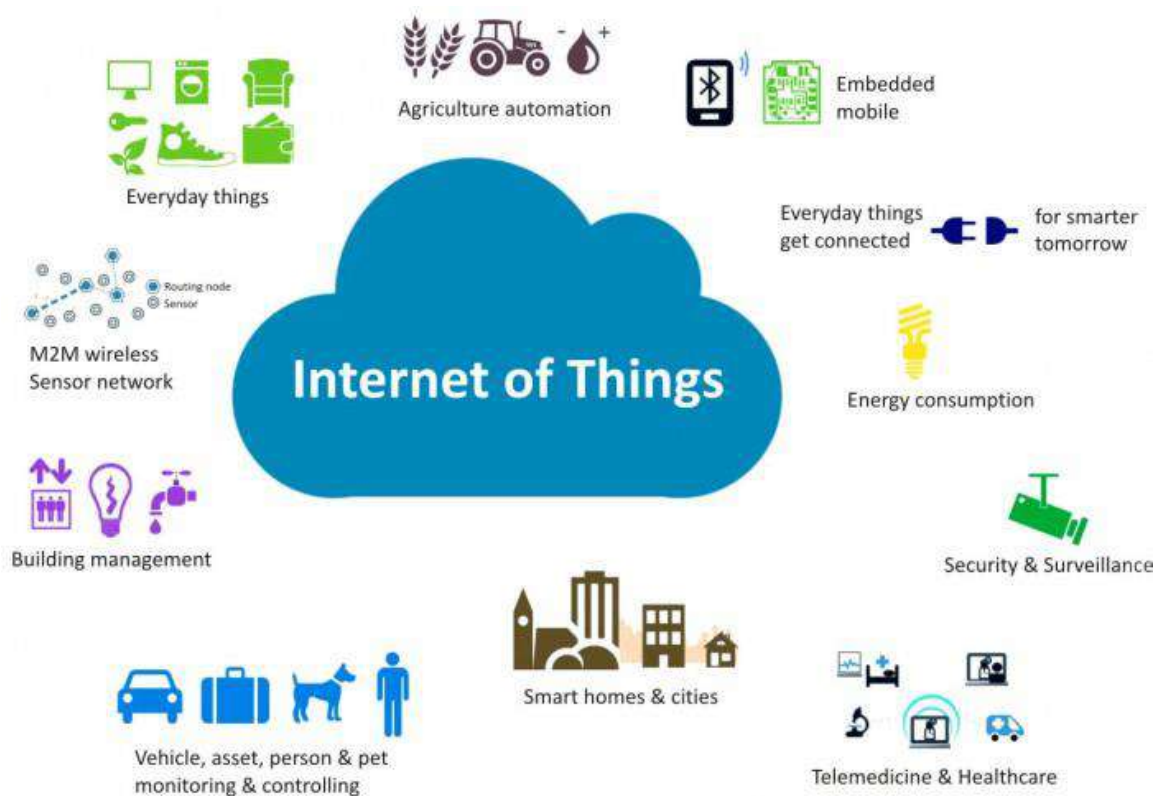 Agriculture automation
Embedded
mobile
Everyday things
Everyday things
get connected
for smarter
tomorrow
Routing node
Sensor
M2M wireless
Sensor network
Internet of Things
Energy consumption
Building management
Security & Surveillance
Smart homes & cities
Vehicle, asset, person & pet
monitoring & controlling
Telemedicine & Healthcare